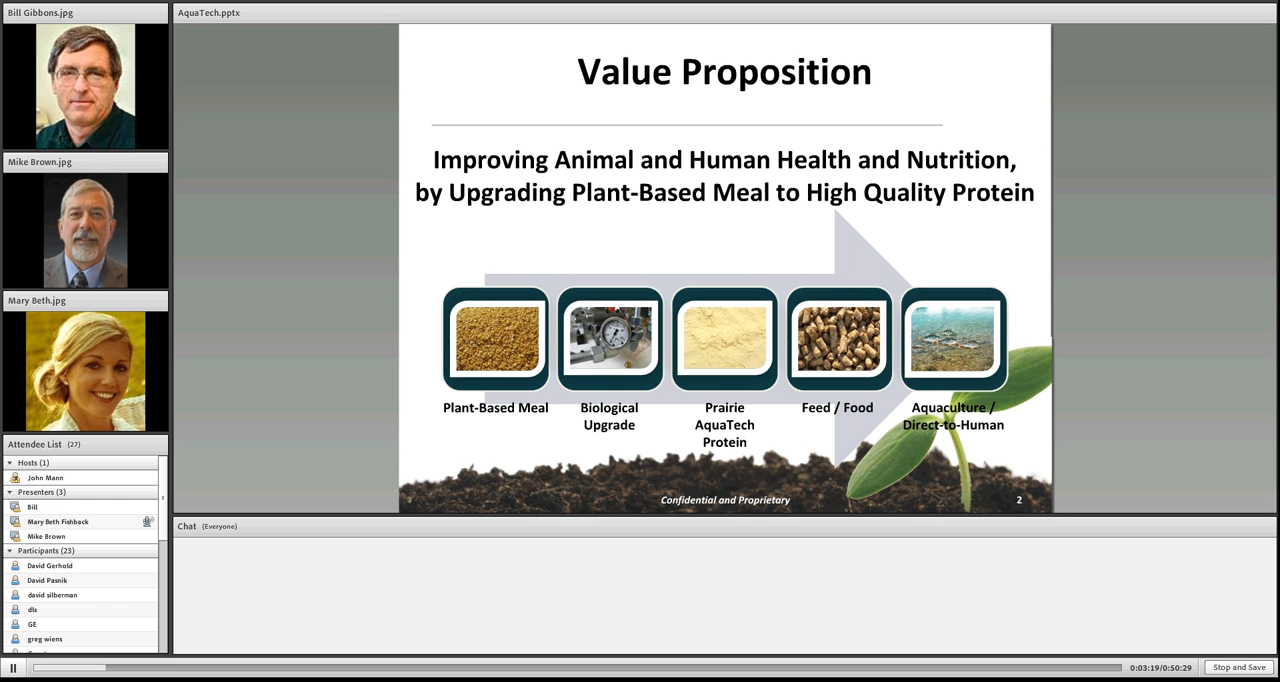 Bill Gibbons.jpg
Mike Brown.jpg
Mary Beth.jpg
Attendee List (27)
Hosts (1)
John Mann
Presenters (3)
Bill
Mary Beth Fishback
Mike Brown
Participants (23)
David Gerhold
David Pasnik
david silberman
dls
GE
greg wiens
AquaTech.pptx
Value Proposition
Improving Animal and Human Health and Nutrition,
by Upgrading Plant-Based Meal to High Quality Protein
Plant-Based Meal
Biological
Upgrade
Prairie
AquaTech
Protein
Feed / Food
Aquaculture /
Direct-to-Human
Confidential and Proprietary
2
Chat (Everyone)
0:03:19/0:50:29
Stop and Save